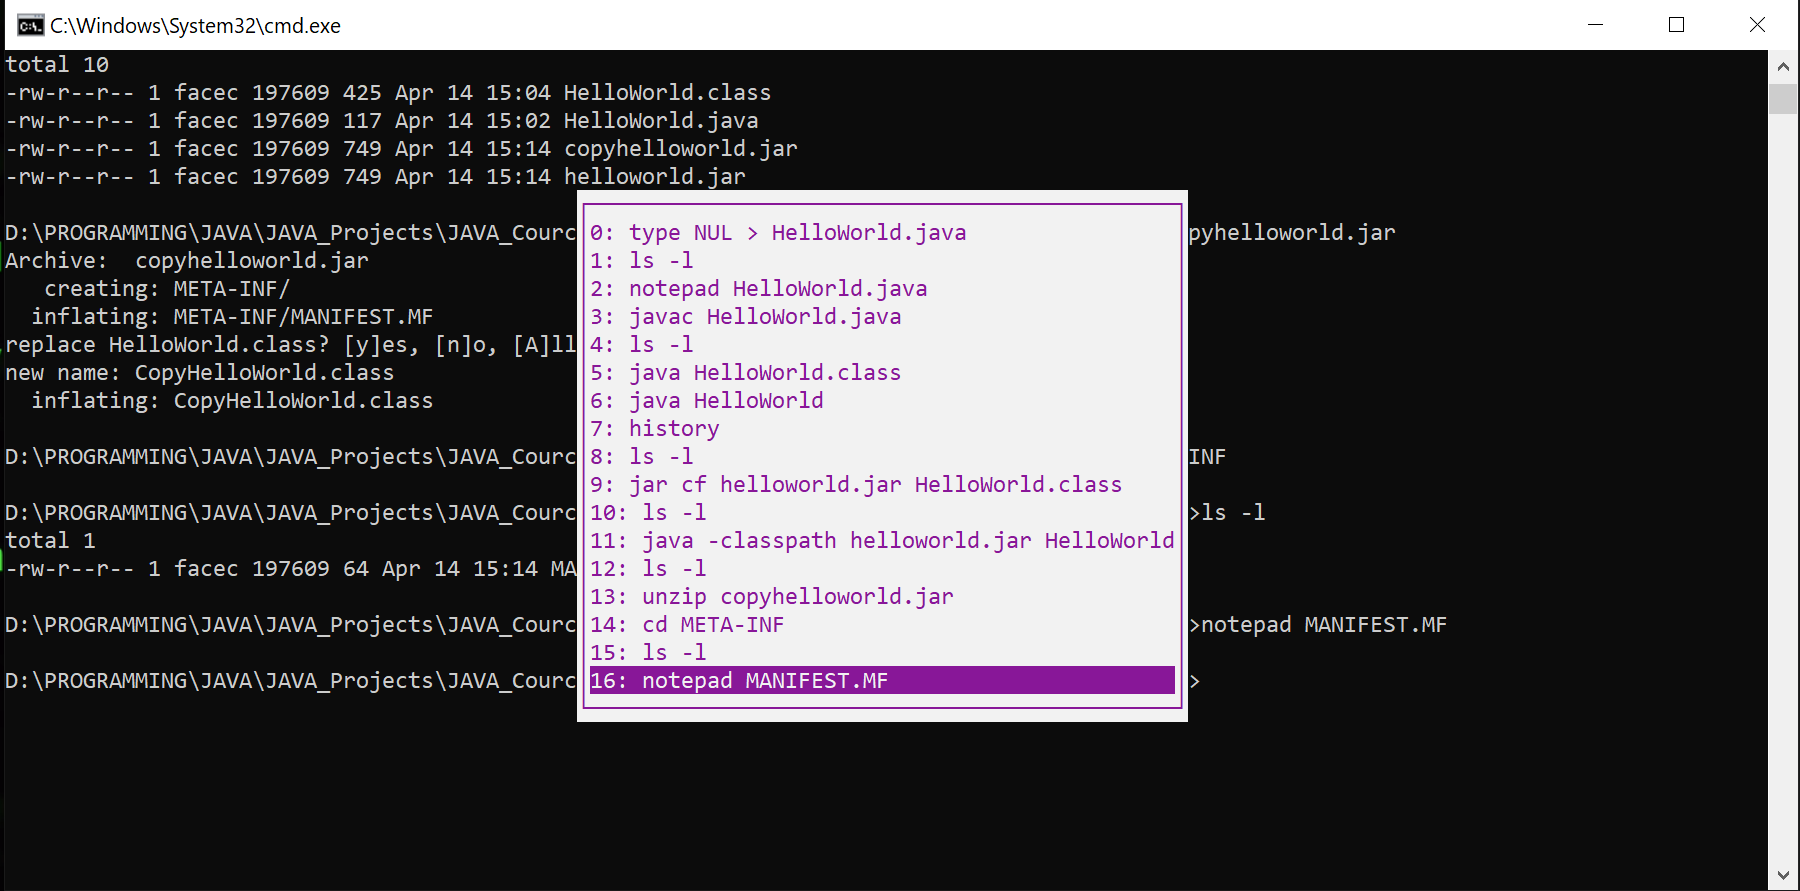 C:\Windows\System32\cmd.exe
total 10
-rw-r--r-- 1 facec 197609 425 Apr 14 15:04 HelloWorld.class
-rw-r--r-- 1 facec 197609 117 Apr 14 15:02 HelloWorld.java
-rw-r--r-- 1 facec 197609 749 Apr 14 15:14 copyhelloworld.jar
-rw-r--r-- 1 facec 197609 749 Apr 14 15:14 helloworld.jar
D:\PROGRAMMING\JAVA\JAVA_Projects\JAVA_Courc pyhelloworld.jar
Archive:  copyhelloworld.jar
   creating: META-INF/
  inflating: META-INF/MANIFEST.MF
replace HelloWorld.class? [y]es, [n]o, [A]ll
new name: CopyHelloWorld.class
  inflating: CopyHelloWorld.class
D:\PROGRAMMING\JAVA\JAVA_Projects\JAVA_Courc INF
D:\PROGRAMMING\JAVA\JAVA_Projects\JAVA_Courc >ls -l
total 1
-rw-r--r-- 1 facec 197609 64 Apr 14 15:14 MA
D:\PROGRAMMING\JAVA\JAVA_Projects\JAVA_Courc >notepad MANIFEST.MF
D:\PROGRAMMING\JAVA\JAVA_Projects\JAVA_Courc >
0: type NUL > HelloWorld.java
1: ls -l
2: notepad HelloWorld.java
3: javac HelloWorld.java
4: ls -l
5: java HelloWorld.class
6: java HelloWorld
7: history
8: ls -l
9: jar cf helloworld.jar HelloWorld.class
10: ls -l
11: java -classpath helloworld.jar HelloWorld
12: ls -l
13: unzip copyhelloworld.jar
14: cd META-INF
15: ls -l
16: notepad MANIFEST.MF